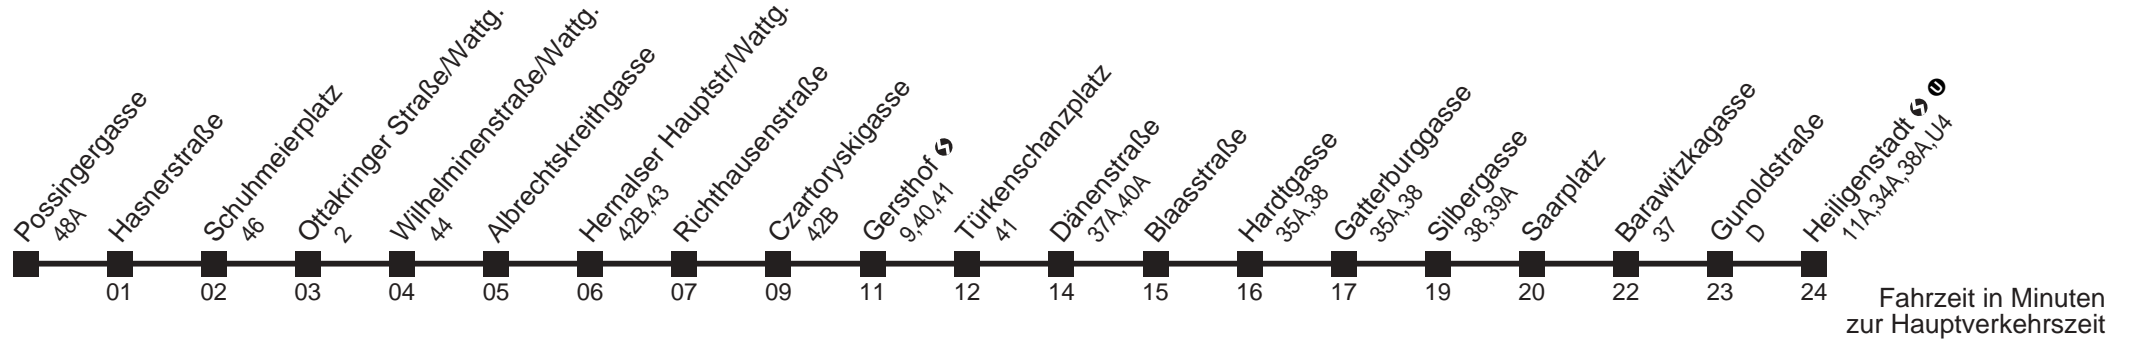 Possingergasse
48A
Hasnerstraße
Schuhmeierplatz
46
Ottakringer Straße/Wattg.
2
Wilhelminenstraße/Wattg.
44
Albrechtskreithgasse
Hernalser Hauptstr/Wattg.
42B,43
Richthausenstraße
Czartoryskigasse
42B
Gersthof
9,40,41
Türkenschanzplatz
41
Dänenstraße
37A,40A
Blaasstraße
Hardtgasse
35A,38
Gatterburggasse
35A,38
Silbergasse
38,39A
Saarplatz
Barawitzkagasse
37
Gunoldstraße
D
Heiligenstadt U
11A,34A,38A,U4
01 02 03 04 05 06 07 09 11 12 14 15 16 17 19 20 22 23 24
Fahrzeit in Minuten
zur Hauptverkehrszeit